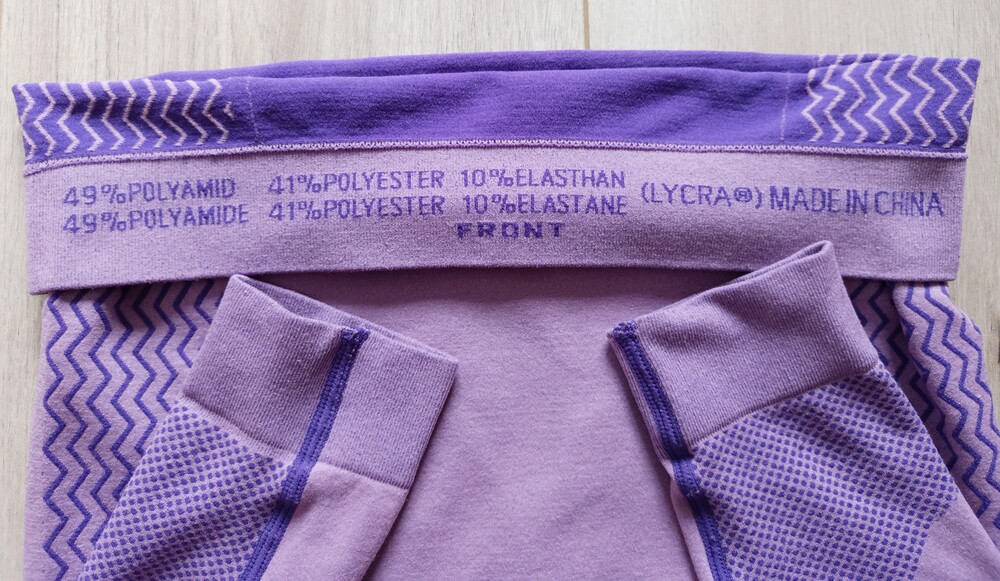 49%POLYAMID 41%POLYESTER 10%ELASTHAN
49%POLYAMIDE 41%POLYESTER 10%ELASTANE (LYCRA®) MADE IN CHINA
FRONT